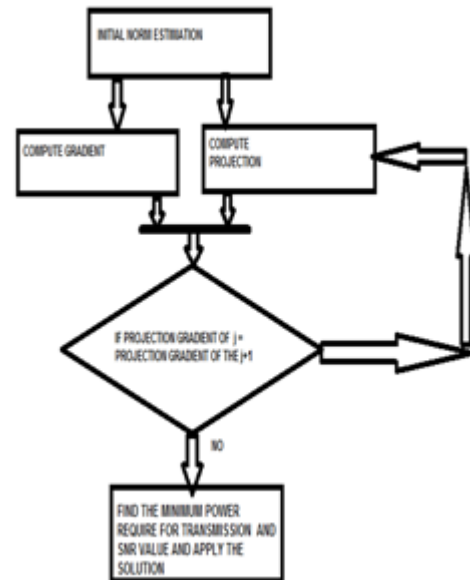 INITIAL NORM ESTIMATION
COMPUTE GRADIENT
COMPUTE
PROJECTION
IF PROJECTION GRADIENT OF j =
PROJECTION GRADIENT OF THE j+1
NO
FIND THE MINIMUM POWER
REQUIRE FOR TRANSMISSION AND
SNR VALUE AND APPLY THE
SOLUTION